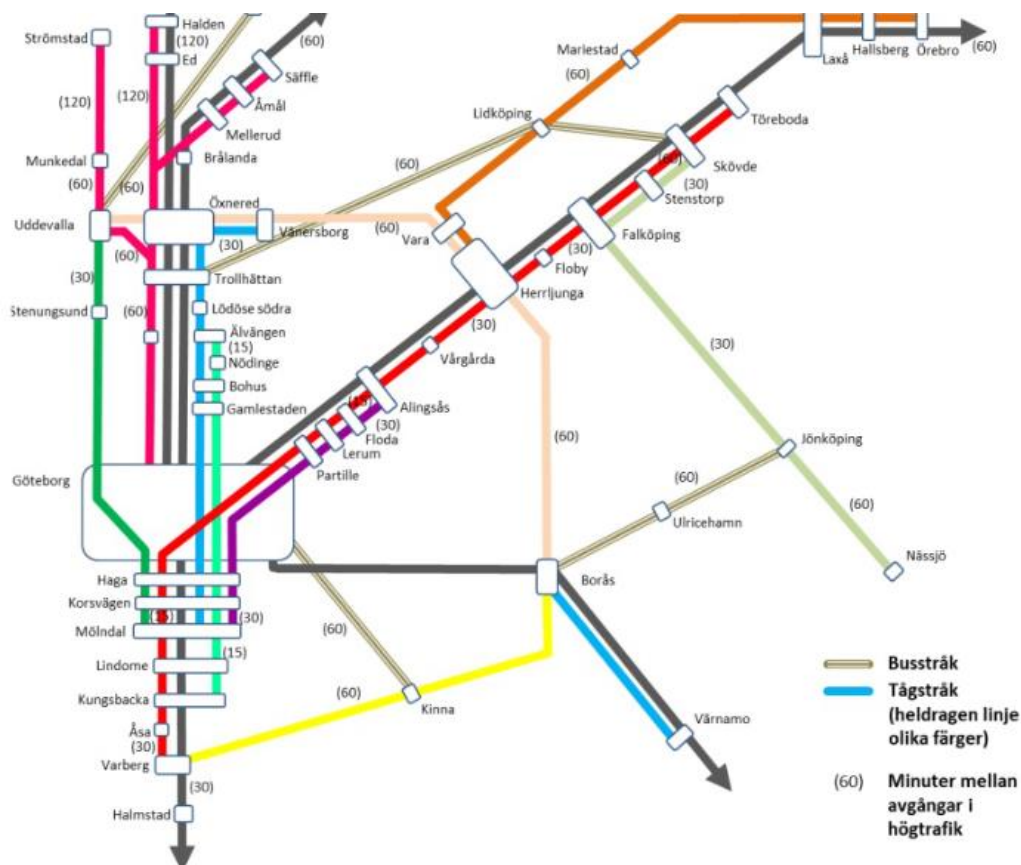 Halden
(120)
Strömstad
Ed
(60)
Säffle
(120)
(120)
Åmål
Mellerud
Brålanda
Munkedal
(60)
(60)
Öxnered
Uddevalla
(30)
Vänersborg
(60)
(30)
Trollhättan
Stenungsund
(60)
Lödöse södra
Älvängen
(15)
Nödinge
Bohus
Gamlestaden
Mariestad
(60)
Laxå
Hallsberg
Örebro
(60)
Lidköping
(60)
Töreboda
(60)
Skövde
(30)
Stenstorp
(60)
Vara
Falköping
(30)
Floby
Herrljunga
(30)
Vårgårda
(30)
(15)
Alingsås
(30)
Floda
Lerum
Partille
(60)
Jönköping
(60)
Ulricehamn
(60)
Nässjö
Göteborg
Haga
Korsvägen
(15)
(30)
Mölndal
(15)
Lindome
Kungsbacka
Åsa
(30)
Varberg
(30)
Halmstad
(60)
Borås
(60)
Kinna
Värnamo
Busstråk
Tågstråk
(heldragen linje
olika färger)
(60) Minuter mellan
avgångar i
högtrafik